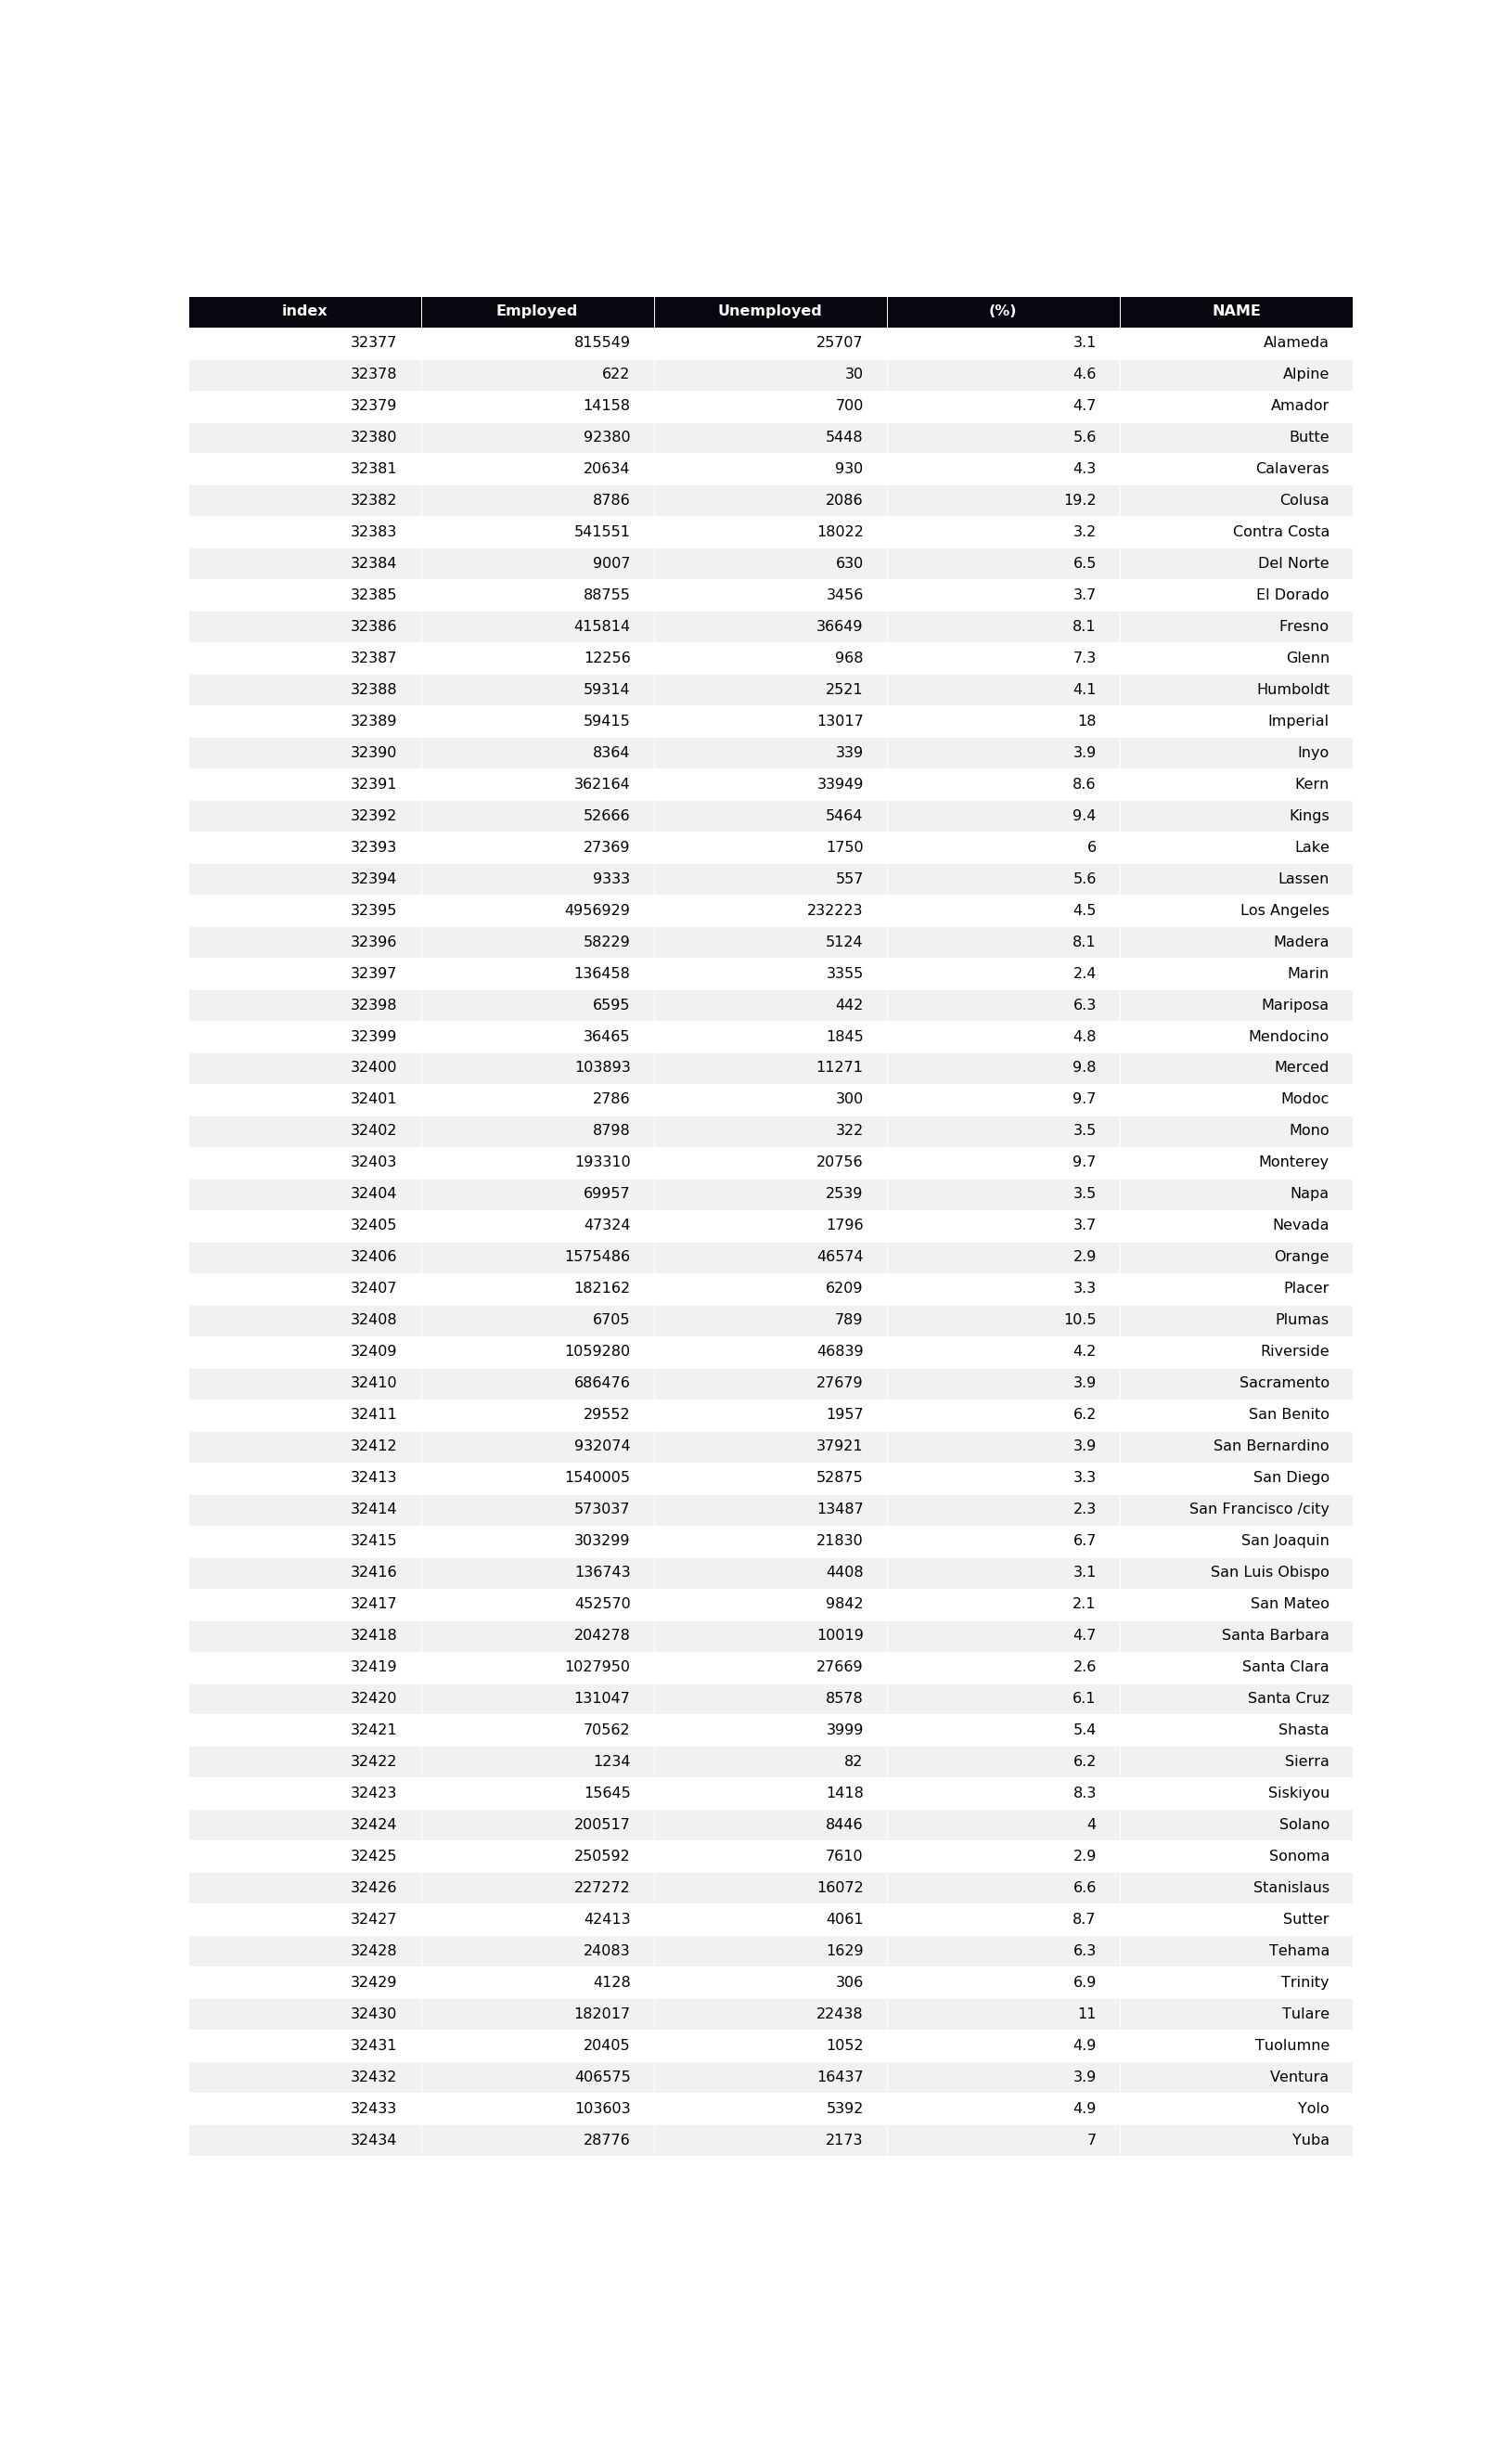 index Employed Unemployed (%) NAME
32377 815549 25707 3.1 Alameda
32378 622 30 4.6 Alpine
32379 14158 700 4.7 Amador
32380 92380 5448 5.6 Butte
32381 20634 930 4.3 Calaveras
32382 8786 2086 19.2 Colusa
32383 541551 18022 3.2 Contra Costa
32384 9007 630 6.5 Del Norte
32385 88755 3456 3.7 El Dorado
32386 415814 36649 8.1 Fresno
32387 12256 968 7.3 Glenn
32388 59314 2521 4.1 Humboldt
32389 59415 13017 18 Imperial
32390 8364 339 3.9 Inyo
32391 362164 33949 8.6 Kern
32392 52666 5464 9.4 Kings
32393 27369 1750 6 Lake
32394 9333 557 5.6 Lassen
32395 4956929 232223 4.5 Los Angeles
32396 58229 5124 8.1 Madera
32397 136458 3355 2.4 Marin
32398 6595 442 6.3 Mariposa
32399 36465 1845 4.8 Mendocino
32400 103893 11271 9.8 Merced
32401 2786 300 9.7 Modoc
32402 8798 322 3.5 Mono
32403 193310 20756 9.7 Monterey
32404 69957 2539 3.5 Napa
32405 47324 1796 3.7 Nevada
32406 1575486 46574 2.9 Orange
32407 182162 6209 3.3 Placer
32408 6705 789 10.5 Plumas
32409 1059280 46839 4.2 Riverside
32410 686476 27679 3.9 Sacramento
32411 29552 1957 6.2 San Benito
32412 932074 37921 3.9 San Bernardino
32413 1540005 52875 3.3 San Diego
32414 573037 13487 2.3 San Francisco /city
32415 303299 21830 6.7 San Joaquin
32416 136743 4408 3.1 San Luis Obispo
32417 452570 9842 2.1 San Mateo
32418 204278 10019 4.7 Santa Barbara
32419 1027950 27669 2.6 Santa Clara
32420 131047 8578 6.1 Santa Cruz
32421 70562 3999 5.4 Shasta
32422 1234 82 6.2 Sierra
32423 15645 1418 8.3 Siskiyou
32424 200517 8446 4 Solano
32425 250592 7610 2.9 Sonoma
32426 227272 16072 6.6 Stanislaus
32427 42413 4061 8.7 Sutter
32428 24083 1629 6.3 Tehama
32429 4128 306 6.9 Trinity
32430 182017 22438 11 Tulare
32431 20405 1052 4.9 Tuolumne
32432 406575 16437 3.9 Ventura
32433 103603 5392 4.9 Yolo
32434 28776 2173 7 Yuba